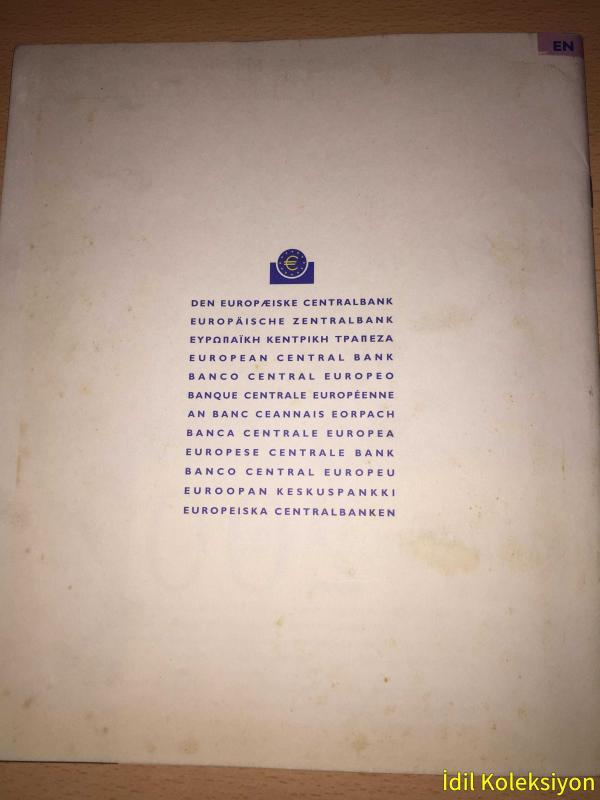 EN
DEN EUROPÆISKE CENTRALBANK
EUROPÄISCHE ZENTRALBANK
ΕΥΡΩΠΑΪΚΗ ΚΕΝΤΡΙΚΗ ΤΡΑΠΕΖΑ
EUROPEAN CENTRAL BANK
BANCO CENTRAL EUROPEO
BANQUE CENTRALE EUROPÉENNE
AN BANC CEANNAIS EORPACH
BANCA CENTRALE EUROPEA
EUROPESE CENTRALE BANK
BANCO CENTRAL EUROPEU
EUROOPAN KESKUSPANKKI
EUROPEISKA CENTRALBANKEN
İdil Koleksiyon